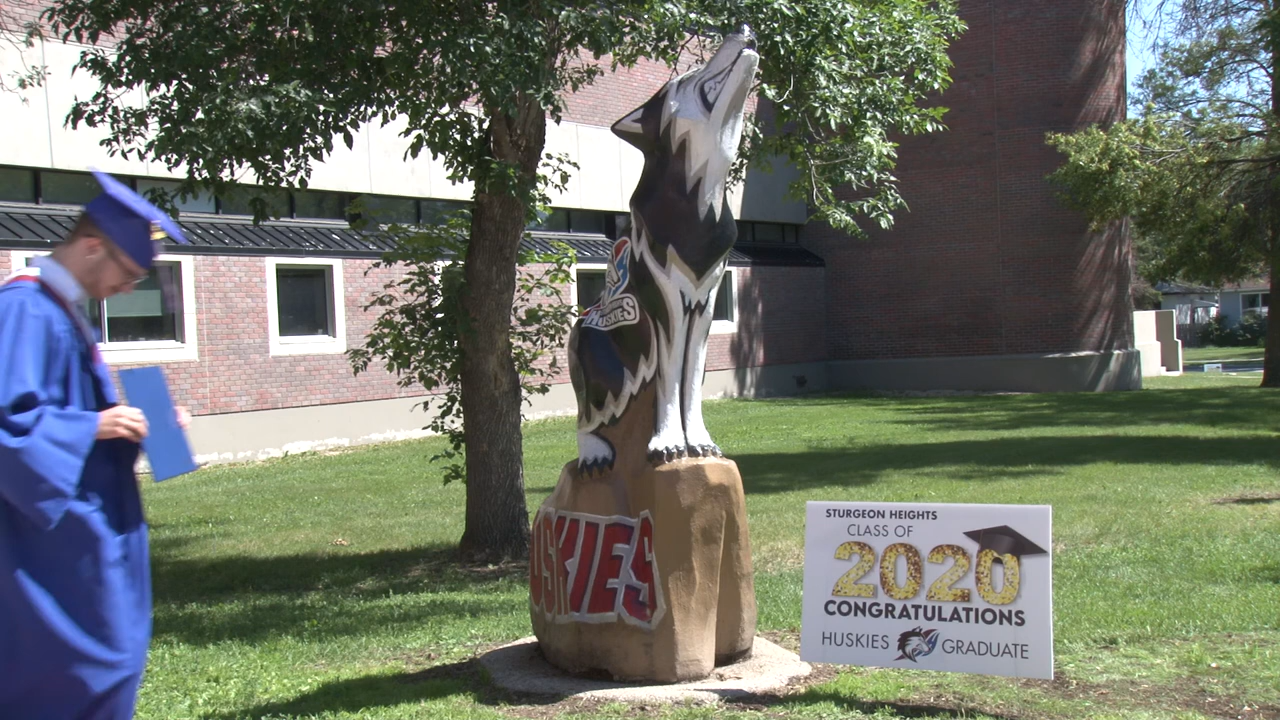 HUSKIES
HUSKIES
STURGEON HEIGHTS
CLASS OF
2020
CONGRATULATIONS
HUSKIES GRADUATE